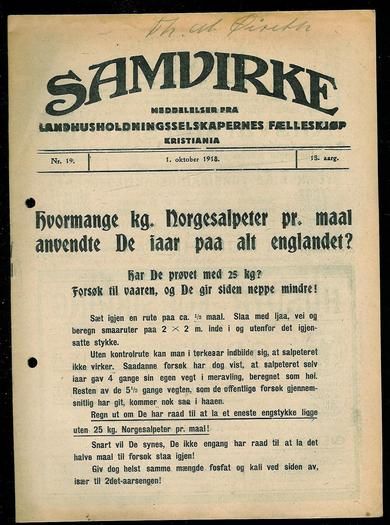 SAMVIRKE
MEDDELELSER FRA
LANDHUSHOLDNINGSSELSKAPERNES FÆLLESKJØP
KRISTIANIA
Nr. 19.
1. oktober 1918.
13. aarg.
Hvormange kg. Norgesalpeter pr. maal
anvendte De iaar paa alt englandet?
Har De prøvet med 25 kg?
Forsøk til vaaren, og De gir siden neppe mindre!
Sæt igjen en rute paa ca. ½ maal. Slaa med ljaa, vei og
beregn smaaruter paa 2 × 2 m. inde i og utenfor det igjen-
satte stykke.
Uten kontrolrute kan man i tørkeaar indbilde sig, at salpeteret
ikke virker. Saadanne forsøk har dog vist, at salpeteret selv
iaar gav 4 gange sin egen vegt i meravling, beregnet som høi.
Resten av de 5½ gange vegten, som de offentlige forsøk gjennem-
snitlig har git, kommer nok saa i haaen.
Regn ut om De har raad til at la et eneste engstykke ligge
uten 25 kg. Norgesalpeter pr. maal!
Snart vil De synes, De ikke engang har raad til at la det
halve maal til forsøk staa igjen!
Giv dog helst samme mængde fosfat og kali ved siden av,
især til 2det-aarsengen!